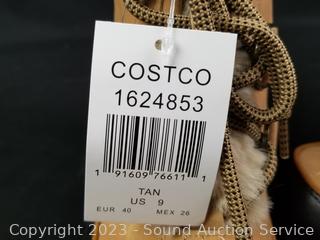 COSTCO
1624853
1 91609 76611 1
TAN
US 9
EUR 40 MEX 26
Copyright © 2023 - Sound Auction Service